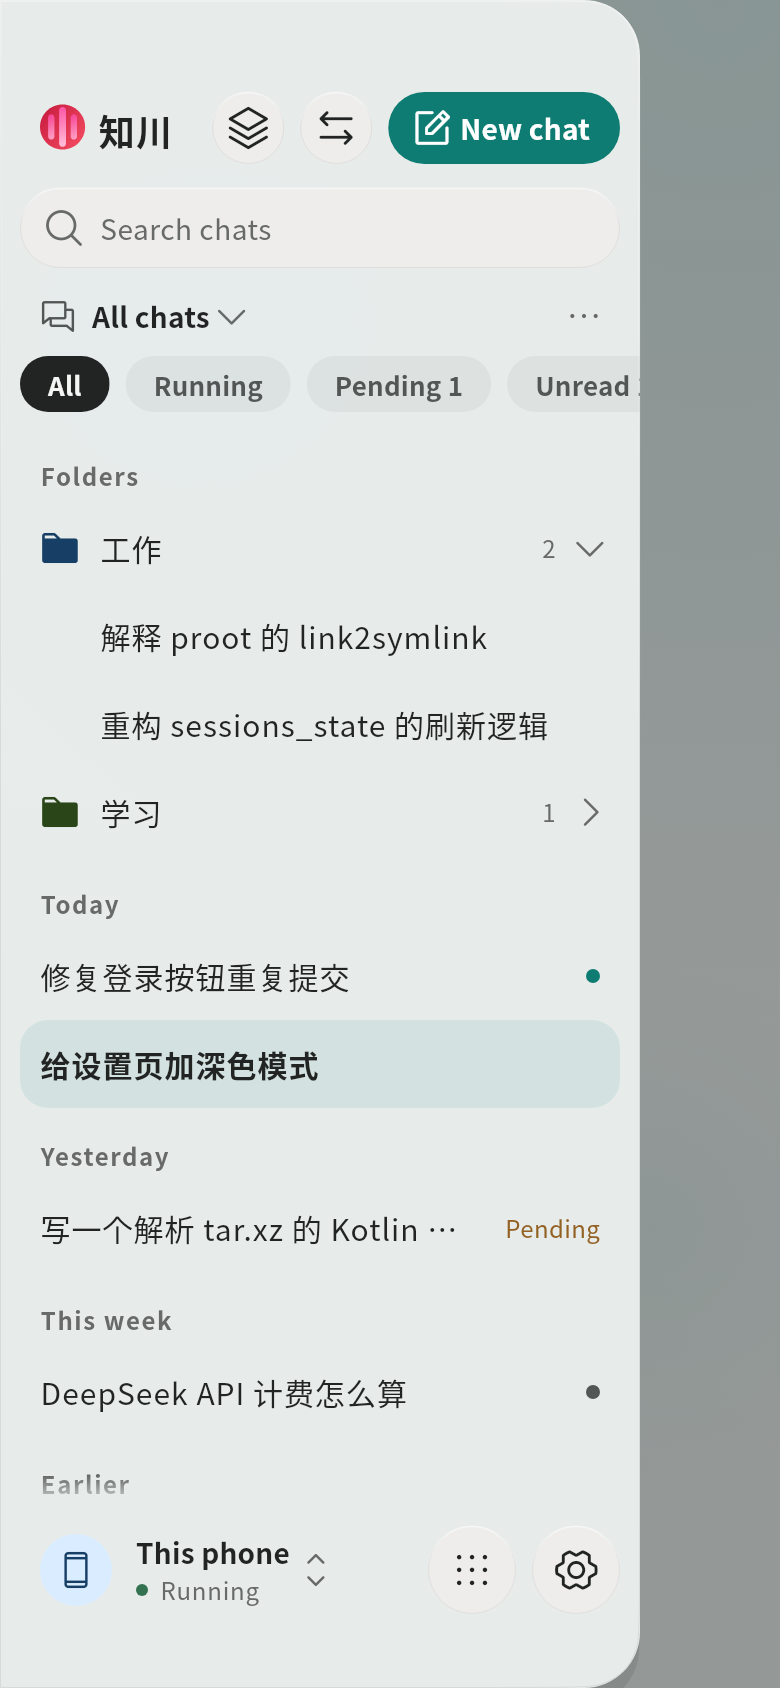 知川
New chat
Search chats
All chats
All
Running
Pending 1
Unread
Folders
工作
2
解释 proot 的 link2symlink
重构 sessions_state 的刷新逻辑
学习
1
Today
修复登录按钮重复提交
给设置页加深色模式
Yesterday
写一个解析 tar.xz 的 Kotlin …
Pending
This week
DeepSeek API 计费怎么算
Earlier
This phone
Running